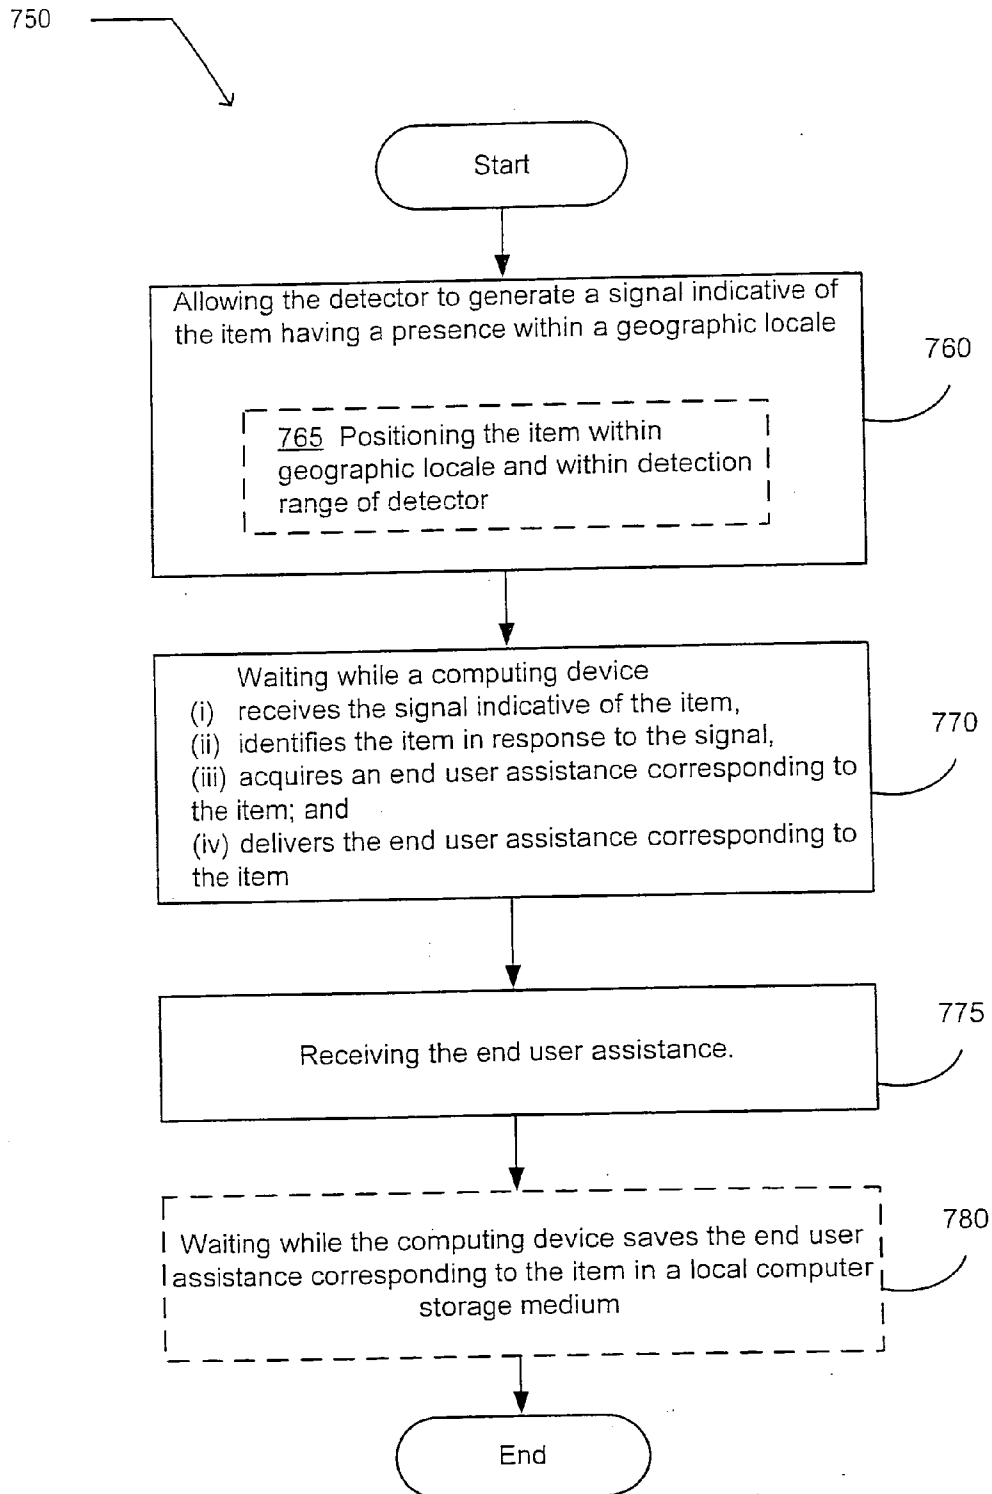 750
Start
Allowing the detector to generate a signal indicative of
the item having a presence within a geographic locale
760
765 Positioning the item within
geographic locale and within detection
range of detector
Waiting while a computing device
(i) receives the signal indicative of the item,
(ii) identifies the item in response to the signal,
(iii) acquires an end user assistance corresponding to
the item; and
(iv) delivers the end user assistance corresponding to
the item
770
Receiving the end user assistance.
775
Waiting while the computing device saves the end user
assistance corresponding to the item in a local computer
storage medium
780
End